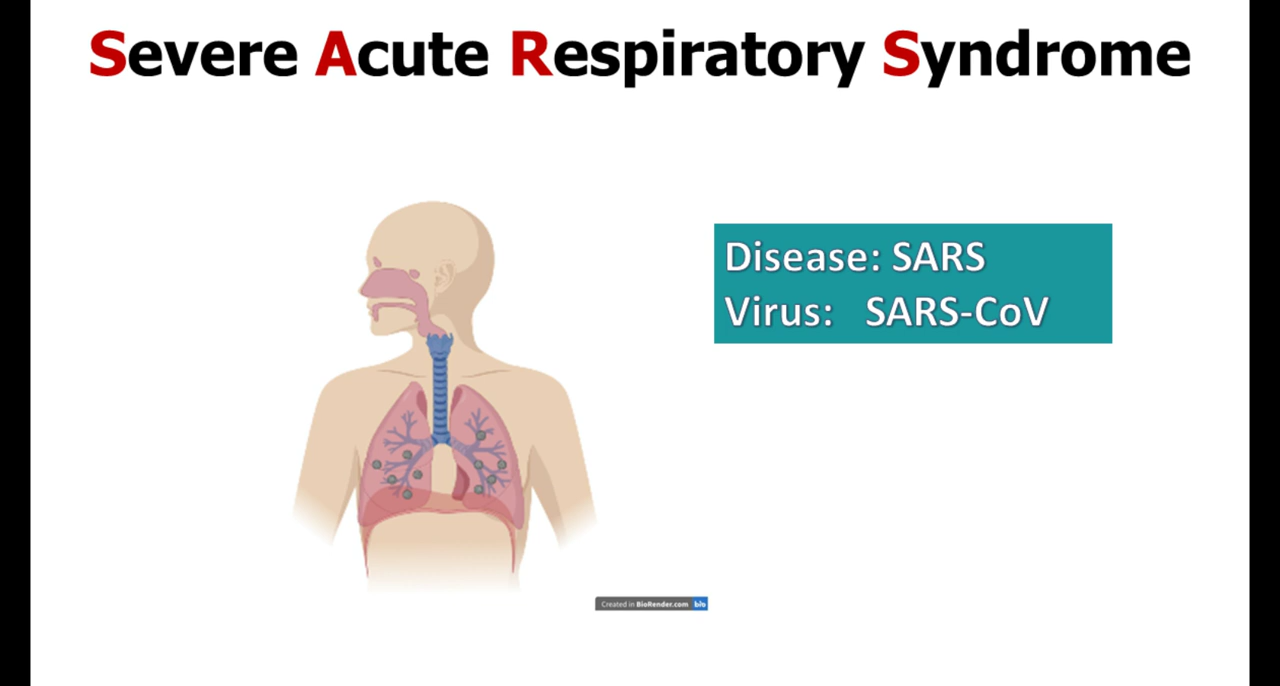 Severe Acute Respiratory Syndrome
Disease: SARS
Virus: SARS-CoV
Created in BioRender.com bio